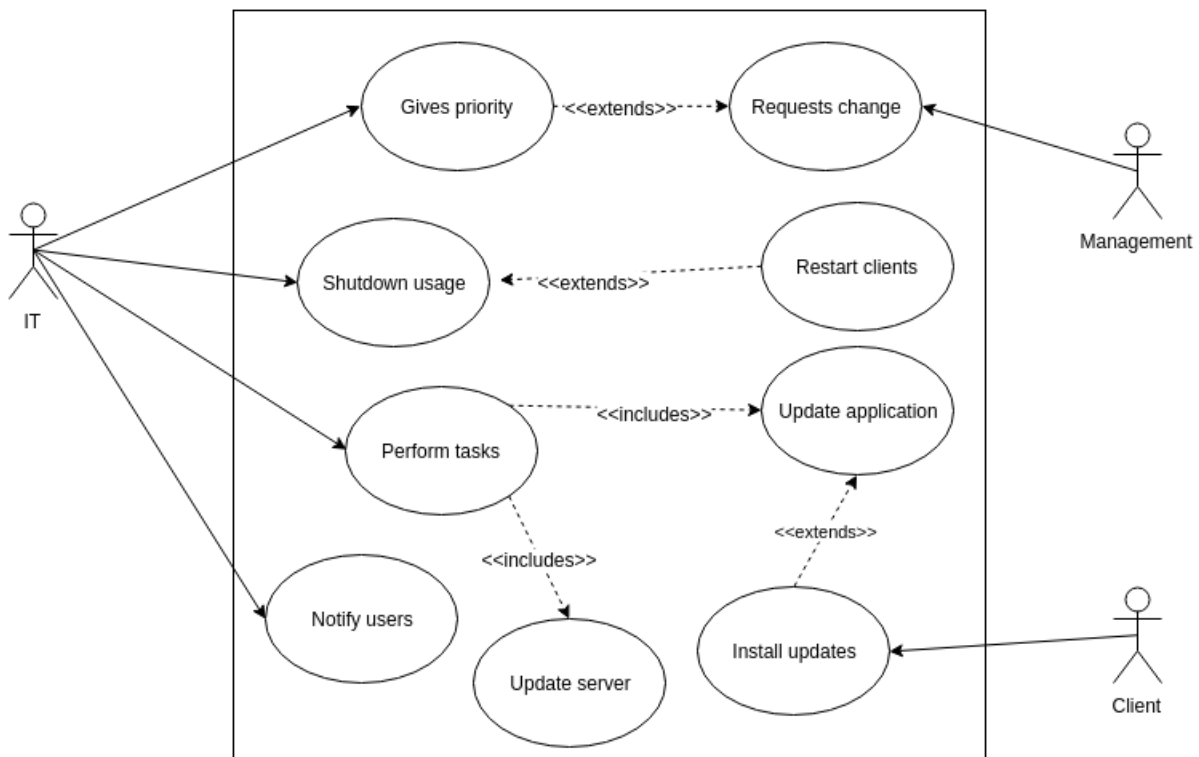 Gives priority
<<extends>>
Requests change
Management
Shutdown usage
<<extends>>
Restart clients
IT
Perform tasks
<<includes>>
Update application
<<includes>>
<<extends>>
Notify users
Update server
Install updates
Client